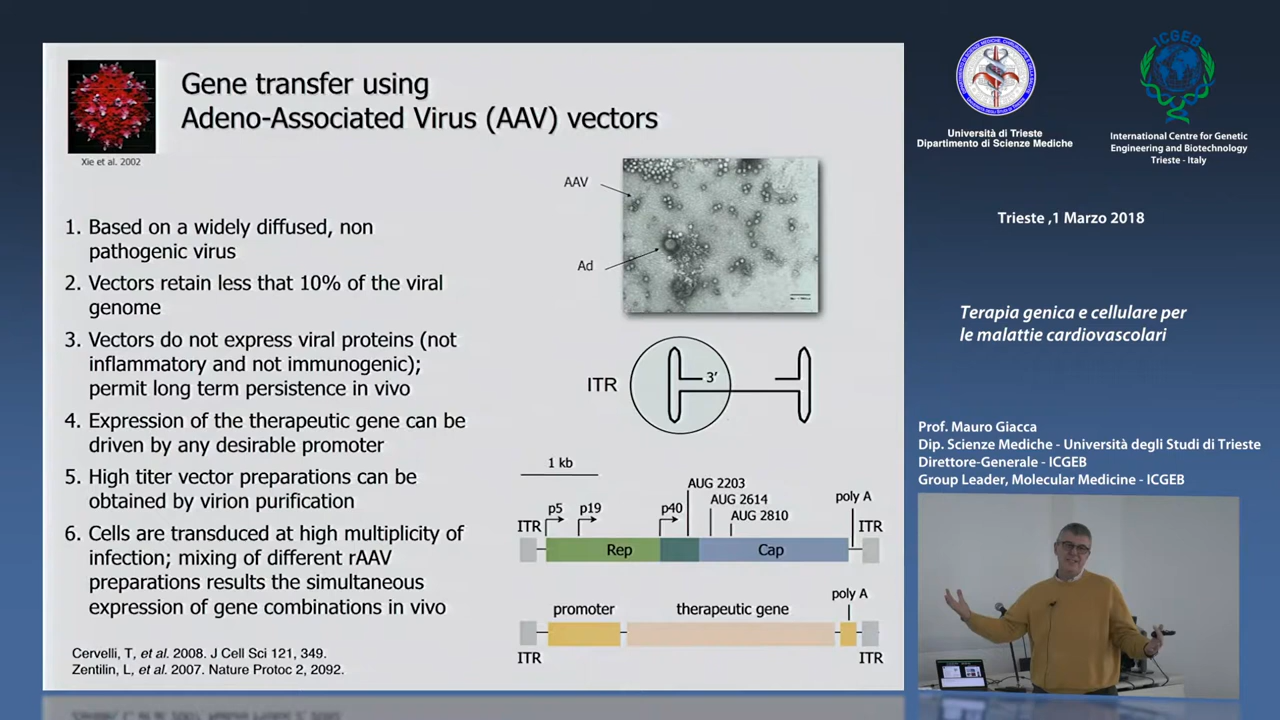 Gene transfer using
Adeno-Associated Virus (AAV) vectors
Xie et al. 2002
1. Based on a widely diffused, non
pathogenic virus
2. Vectors retain less that 10% of the viral
genome
3. Vectors do not express viral proteins (not
inflammatory and not immunogenic);
permit long term persistence in vivo
4. Expression of the therapeutic gene can be
driven by any desirable promoter
5. High titer vector preparations can be
obtained by virion purification
6. Cells are transduced at high multiplicity of
infection; mixing of different rAAV
preparations results the simultaneous
expression of gene combinations in vivo
Cervelli, T, et al. 2008. J Cell Sci 121, 349.
Zentilin, L, et al. 2007. Nature Protoc 2, 2092.
AAV
Ad
ITR
3'
1 kb
AUG 2203
AUG 2614
AUG 2810
p5
p19
p40
poly A
ITR
ITR
Rep
Cap
poly A
promoter
therapeutic gene
ITR
ITR
ICGEB
Università di Trieste
Dipartimento di Scienze Mediche
International Centre for Genetic
Engineering and Biotechnology
Trieste - Italy
Trieste ,1 Marzo 2018
Terapia genica e cellulare per
le malattie cardiovascolari
Prof. Mauro Giacca
Dip. Scienze Mediche - Università degli Studi di Trieste
Direttore-Generale - ICGEB
Group Leader, Molecular Medicine - ICGEB